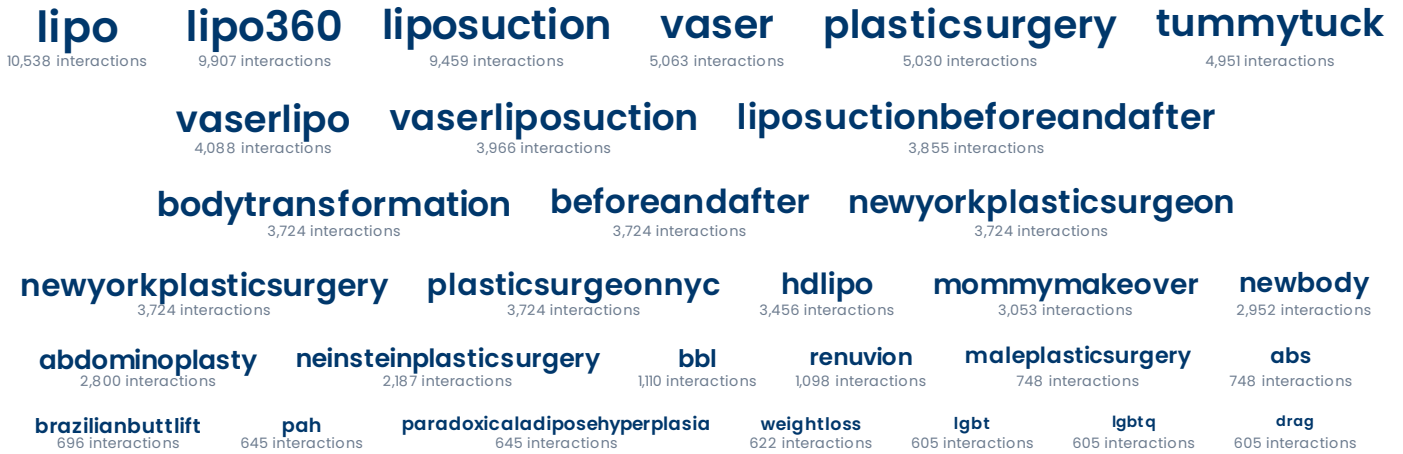 lipo lipo360 liposuction vaser plasticsurgery tummytuck
10,538 interactions 9,907 interactions 9,459 interactions 5,063 interactions 5,030 interactions 4,951 interactions
vaserlipo vaserliposuction liposuctionbeforeandafter
4,088 interactions 3,966 interactions 3,855 interactions
bodytransformation beforeandafter newyorkplasticsurgeon
3,724 interactions 3,724 interactions 3,724 interactions
newyorkplasticsurgery plasticsurgeonnyc hdlipo mommymakeover newbody
3,724 interactions 3,724 interactions 3,456 interactions 3,053 interactions 2,952 interactions
abdominoplasty neinsteinplasticsurgery bbl renuvion maleplasticsurgery abs
2,800 interactions 2,187 interactions 1,110 interactions 1,098 interactions 748 interactions 748 interactions
brazilianbuttlift pah paradoxicaladiposehyperplasia weightloss lgbt lgbtq drag
696 interactions 645 interactions 645 interactions 622 interactions 605 interactions 605 interactions 605 interactions